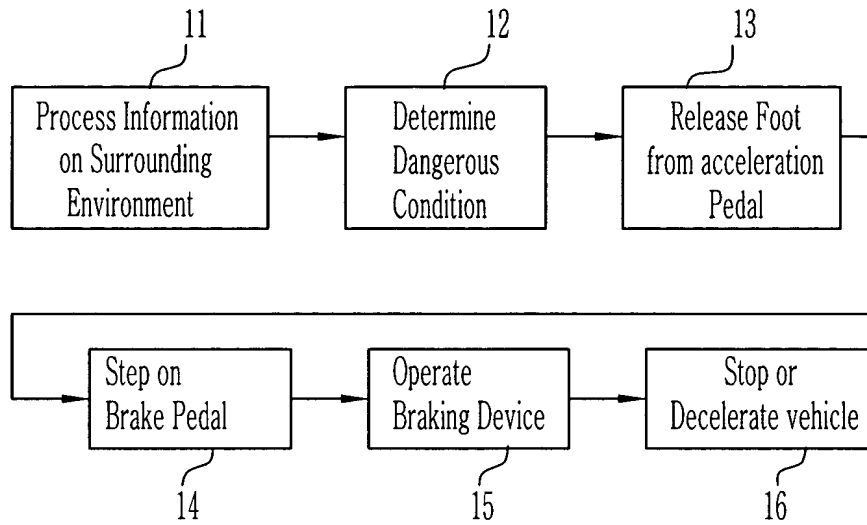 11
12
13
Process Information
on Surrounding
Environment
Determine
Dangerous
Condition
Release Foot
from acceleration
Pedal
Step on
Brake Pedal
Operate
Braking Device
Stop or
Decelerate vehicle
14
15
16